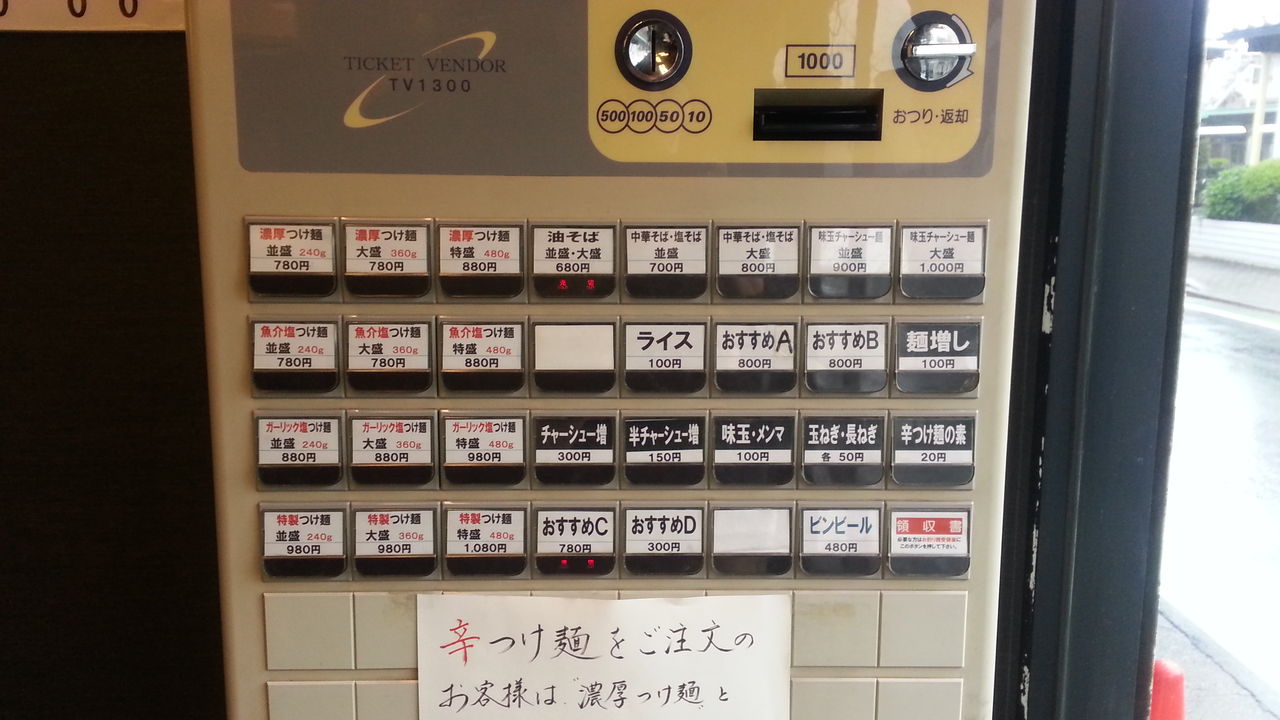 TICKET VENDOR
TV1300
1000
500 100 50 10
おつり・返却
濃厚つけ麺
並盛 240g
780円
濃厚つけ麺
大盛 360g
780円
濃厚つけ麺
特盛 480g
880円
油そば
並盛・大盛
680円
中華そば・塩そば
並盛
700円
中華そば・塩そば
大盛
800円
味玉チャーシュー麺
並盛
900円
味玉チャーシュー麺
大盛
1,000円
魚介塩つけ麺
並盛 240g
780円
魚介塩つけ麺
大盛 360g
780円
魚介塩つけ麺
特盛 480g
880円
ライス
100円
おすすめA
800円
おすすめB
800円
麺増し
100円
ガーリック塩つけ麺
並盛 240g
880円
ガーリック塩つけ麺
大盛 360g
880円
ガーリック塩つけ麺
特盛 480g
980円
チャーシュー増
300円
半チャーシュー増
150円
味玉・メンマ
100円
玉ねぎ・長ねぎ
各 50円
辛つけ麺の素
20円
特製つけ麺
並盛 240g
980円
特製つけ麺
大盛 360g
980円
特製つけ麺
特盛 480g
1,080円
おすすめC
780円
おすすめD
300円
ビンビール
480円
領収書
このボタンを押して下さい。
辛つけ麺をご注文の
お客様は"濃厚つけ麺"と